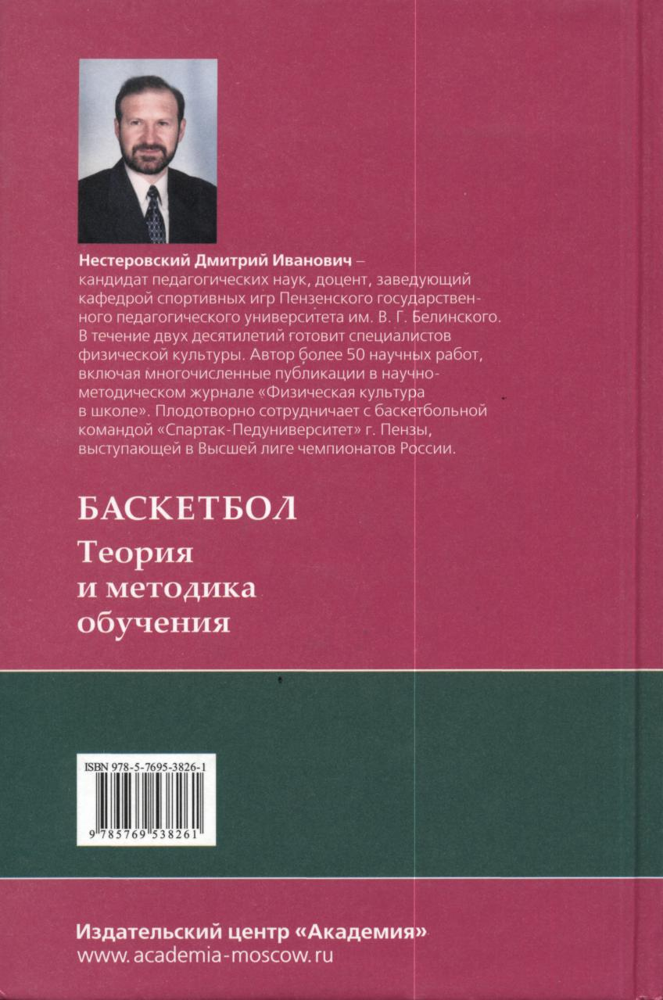 Нестеровский Дмитрий Иванович –
кандидат педагогических наук, доцент, заведующий
кафедрой спортивных игр Пензенского государствен-
ного педагогического университета им. В. Г. Белинского.
В течение двух десятилетий готовит специалистов
физической культуры. Автор более 50 научных работ,
включая многочисленные публикации в научно-
методическом журнале «Физическая культура
в школе». Плодотворно сотрудничает с баскетбольной
командой «Спартак-Педуниверситет» г. Пензы,
выступающей в Высшей лиге чемпионатов России.
БАСКЕТБОЛ
Теория
и методика
обучения
ISBN 978-5-7695-3826-1
9 785769 538261
Издательский центр «Академия»
www. academia-moscow. ru